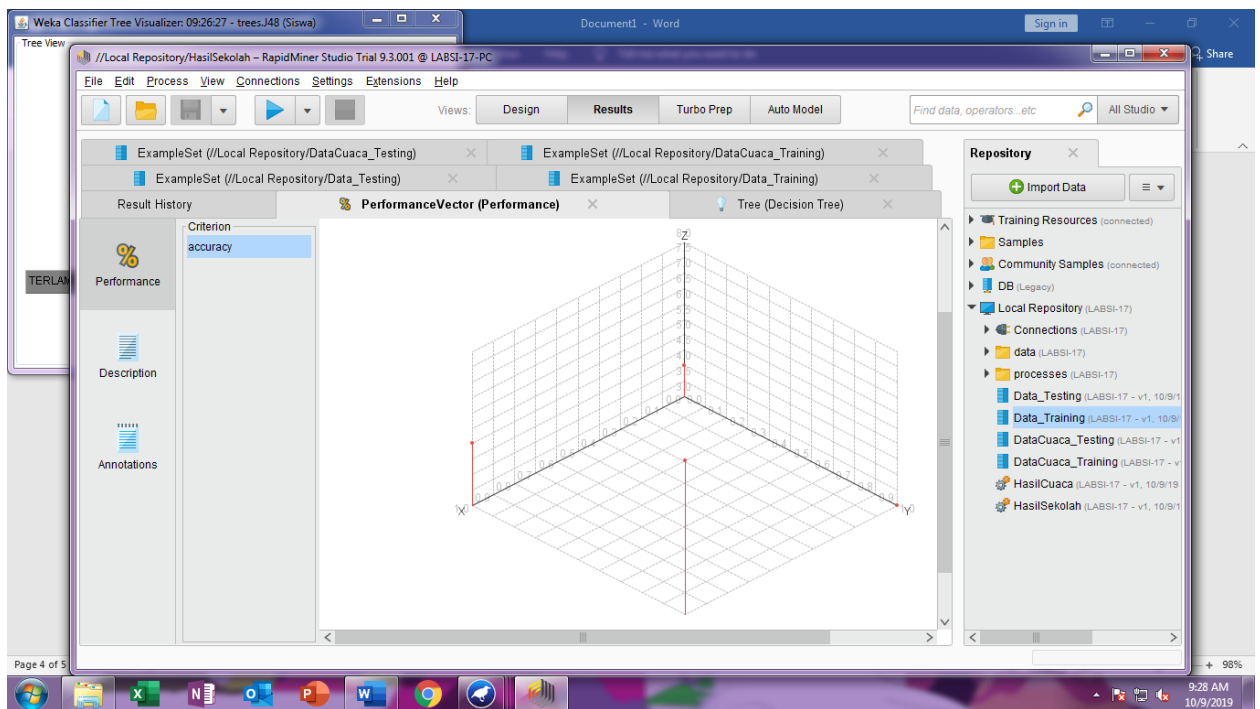 Weka Classifier Tree Visualizer: 09:26:27 - trees.J48 (Siswa)
Document1 - Word
Sign in
Tree View
Share
//Local Repository/HasilSekolah – RapidMiner Studio Trial 9.3.001 @ LABSI-17-PC
File Edit Process View Connections Settings Extensions Help
Views:
Design
Results
Turbo Prep
Auto Model
Find data, operators...etc
All Studio
ExampleSet (//Local Repository/DataCuaca_Testing)
ExampleSet (//Local Repository/DataCuaca_Training)
ExampleSet (//Local Repository/Data_Testing)
ExampleSet (//Local Repository/Data_Training)
Result History
PerformanceVector (Performance)
Tree (Decision Tree)
Performance
Description
Annotations
Criterion
accuracy
Z
X
Y
Repository
Import Data
Training Resources (connected)
Samples
Community Samples (connected)
DB (Legacy)
Local Repository (LABSI-17)
Connections (LABSI-17)
data (LABSI-17)
processes (LABSI-17)
Data_Testing (LABSI-17 - v1, 10/9/1
Data_Training (LABSI-17 - v1, 10/9/
DataCuaca_Testing (LABSI-17 - v1
DataCuaca_Training (LABSI-17 - v
HasilCuaca (LABSI-17 - v1, 10/9/19
HasilSekolah (LABSI-17 - v1, 10/9/1
TERLAM
Page 4 of 5
98%
9:28 AM
10/9/2019